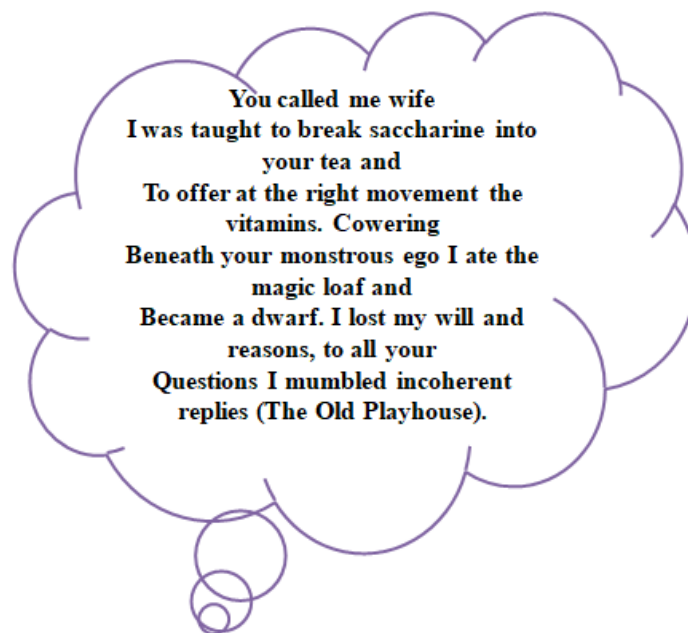 You called me wife
I was taught to break saccharine into
your tea and
To offer at the right movement the
vitamins. Cowering
Beneath your monstrous ego I ate the
magic loaf and
Became a dwarf. I lost my will and
reasons, to all your
Questions I mumbled incoherent
replies (The Old Playhouse).